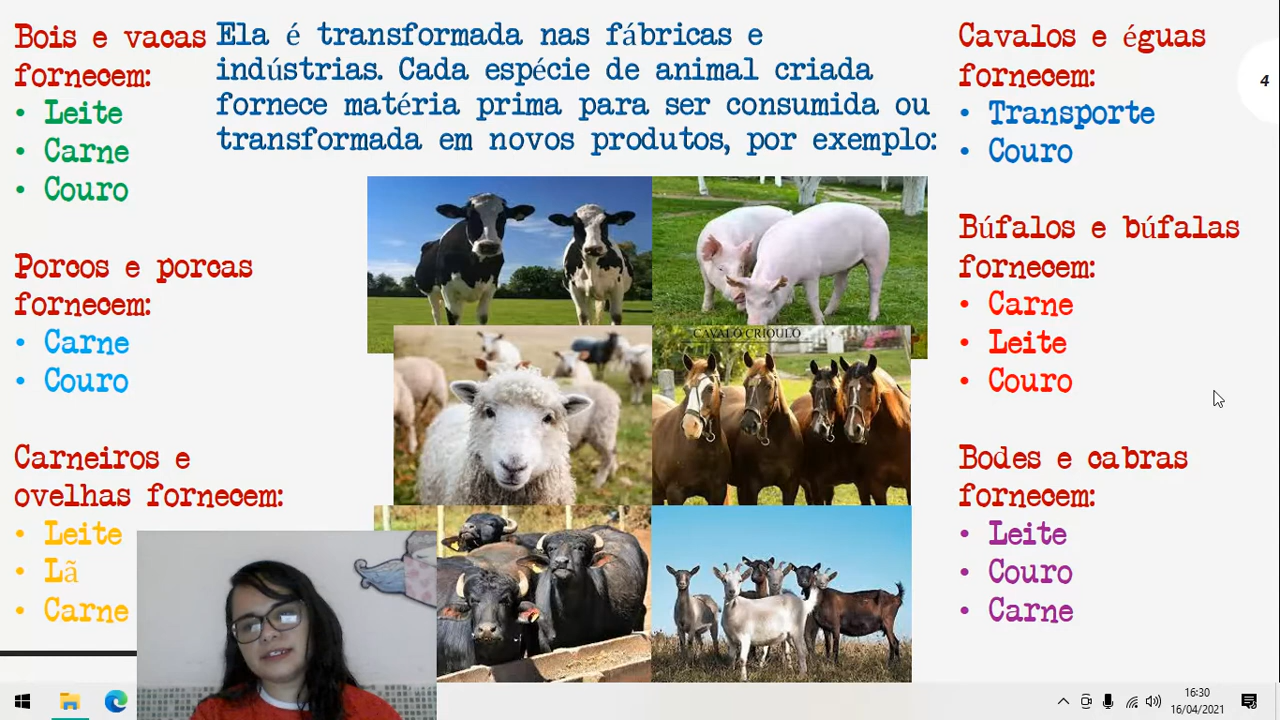 Bois e vacas
fornecem:
• Leite
• Carne
• Couro
Porcos e porcas
fornecem:
• Carne
• Couro
Carneiros e
ovelhas fornecem:
• Leite
• Lã
• Carne
Ela é transformada nas fábricas e
indústrias. Cada espécie de animal criada
fornece matéria prima para ser consumida ou
transformada em novos produtos, por exemplo:
CAVALO CRIOULO
Cavalos e éguas
fornecem:
• Transporte
• Couro
Búfalos e búfalas
fornecem:
• Carne
• Leite
• Couro
Bodes e cabras
fornecem:
• Leite
• Couro
• Carne
4
16:30
16/04/2021